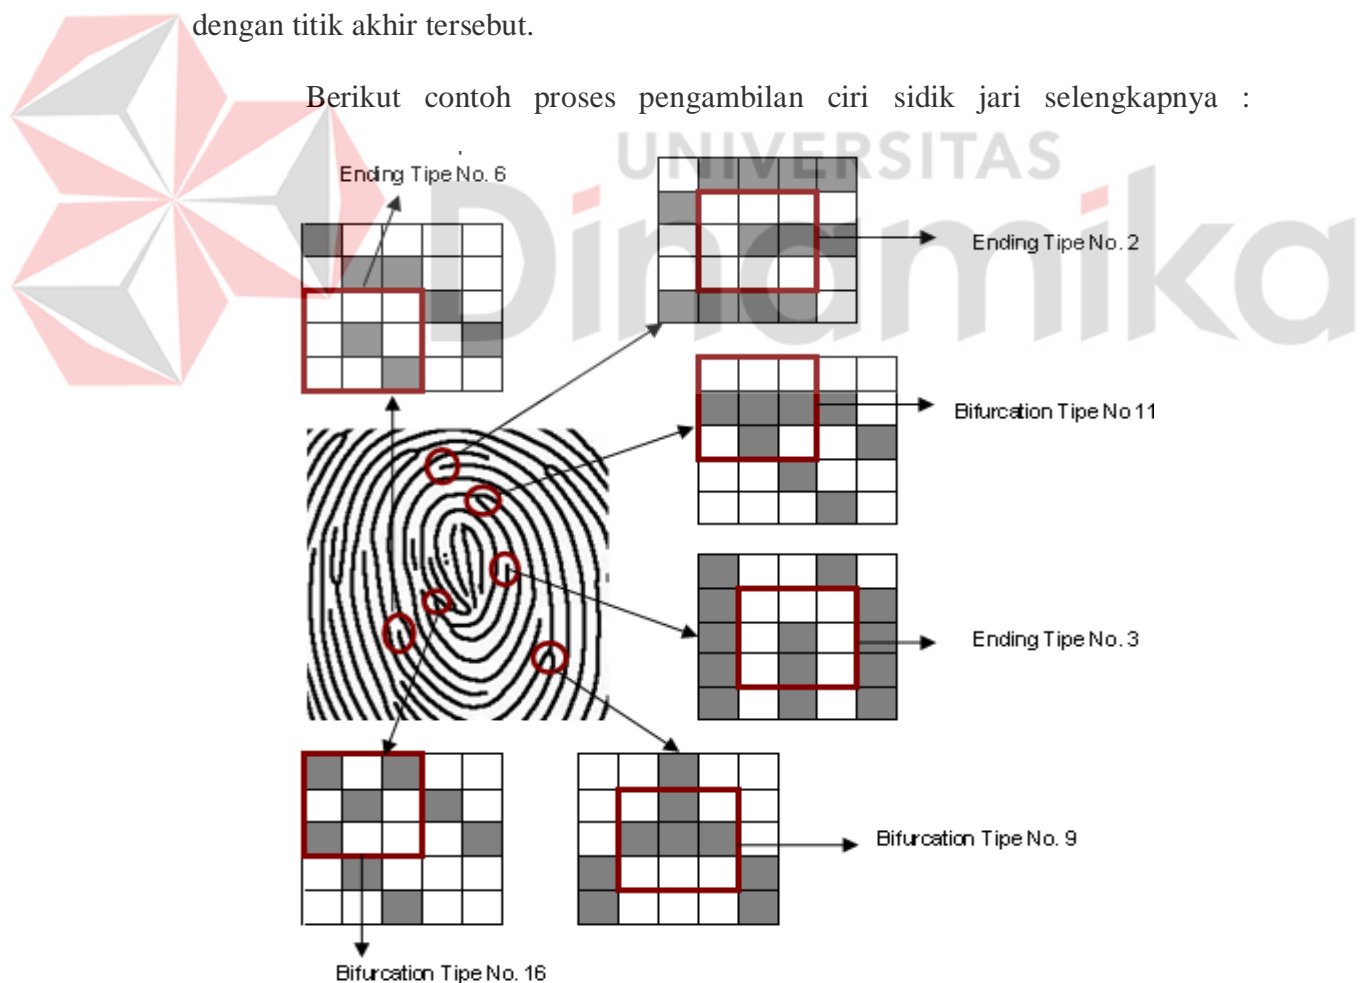 dengan titik akhir tersebut.
Berikut contoh proses pengambilan ciri sidik jari selengkapnya :
UNIVERSITAS
Dinamika
Ending Tipe No. 6
Ending Tipe No. 2
Bifurcation Tipe No 11
Ending Tipe No. 3
Bifurcation Tipe No. 9
Bifurcation Tipe No. 16